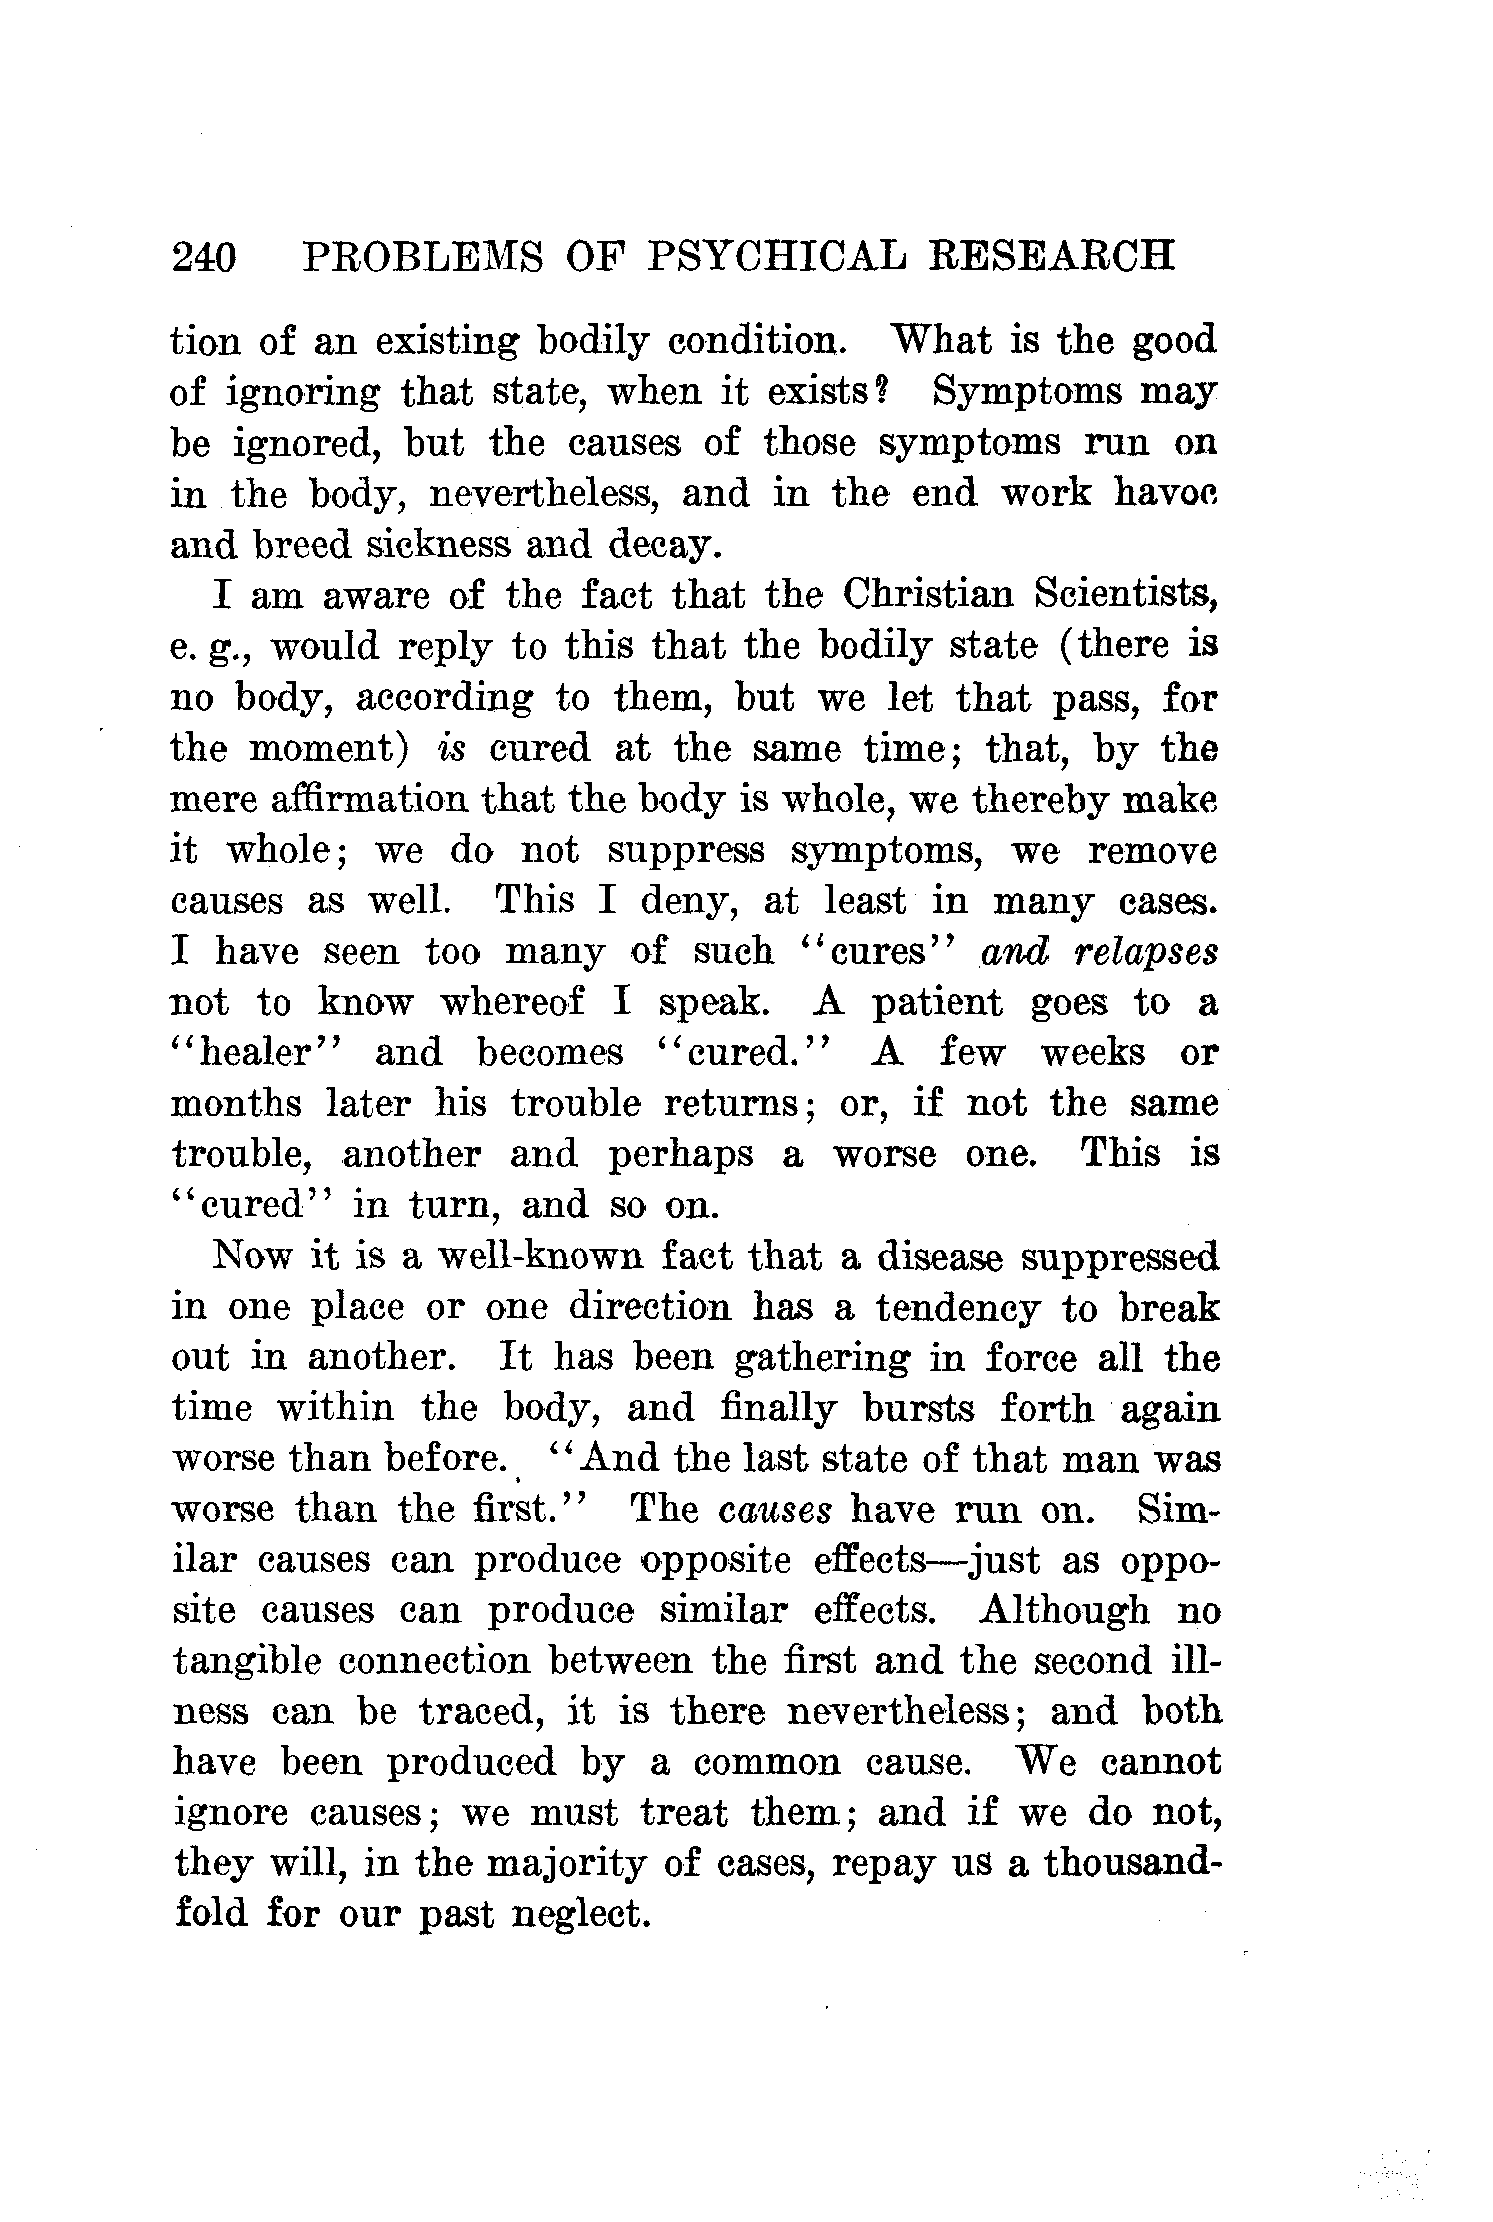 240 PROBLEMS OF PSYCHICAL RESEARCH
tion of an existing bodily condition. What is the good
of ignoring that state, when it exists? Symptoms may
be ignored, but the causes of those symptoms run on
in the body, nevertheless, and in the end work havoc
and breed sickness and decay.
I am aware of the fact that the Christian Scientists,
e. g., would reply to this that the bodily state (there is
no body, according to them, but we let that pass, for
the moment) is cured at the same time; that, by the
mere affirmation that the body is whole, we thereby make
it whole; we do not suppress symptoms, we remove
causes as well. This I deny, at least in many cases.
I have seen too many of such "cures" and relapses
not to know whereof I speak. A patient goes to a
"healer" and becomes "cured." A few weeks or
months later his trouble returns; or, if not the same
trouble, another and perhaps a worse one. This is
"cured" in turn, and so on.
Now it is a well-known fact that a disease suppressed
in one place or one direction has a tendency to break
out in another. It has been gathering in force all the
time within the body, and finally bursts forth again
worse than before. "And the last state of that man was
worse than the first." The causes have run on. Sim-
ilar causes can produce opposite effects—just as oppo-
site causes can produce similar effects. Although no
tangible connection between the first and the second ill-
ness can be traced, it is there nevertheless; and both
have been produced by a common cause. We cannot
ignore causes; we must treat them; and if we do not,
they will, in the majority of cases, repay us a thousand-
fold for our past neglect.